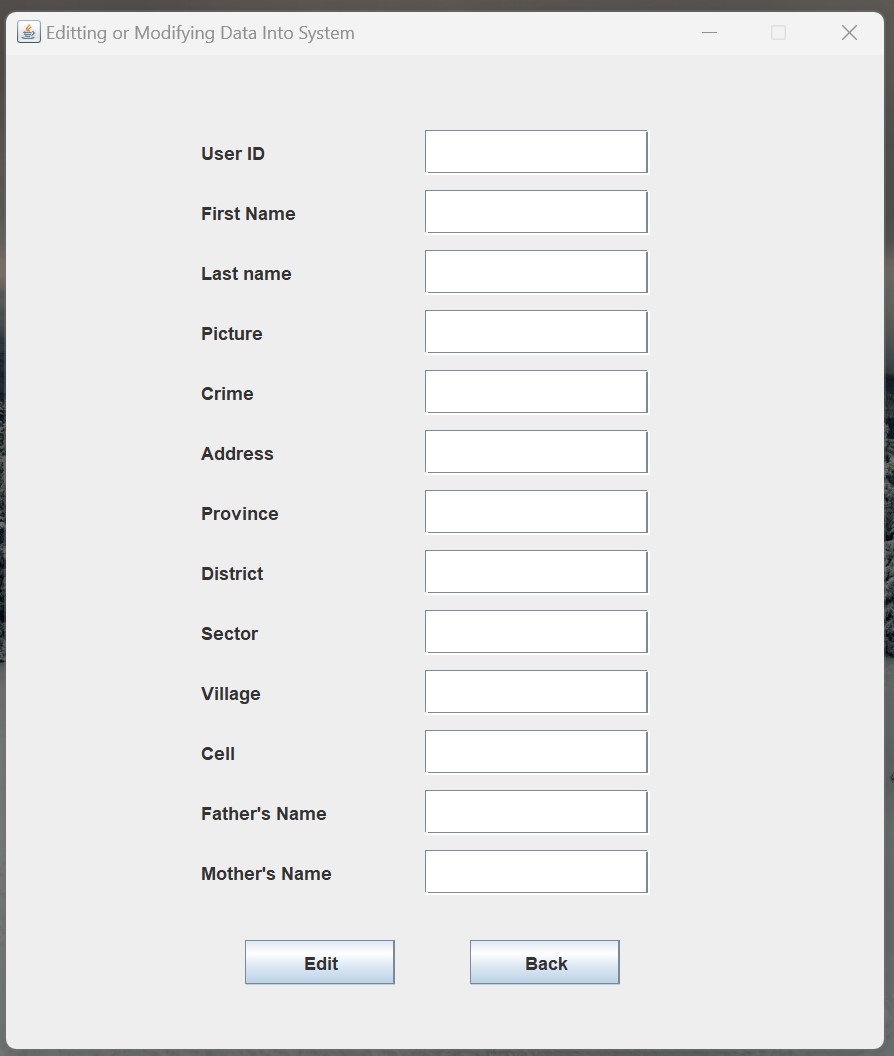 Editting or Modifying Data Into System
User ID
First Name
Last name
Picture
Crime
Address
Province
District
Sector
Village
Cell
Father's Name
Mother's Name
Edit
Back